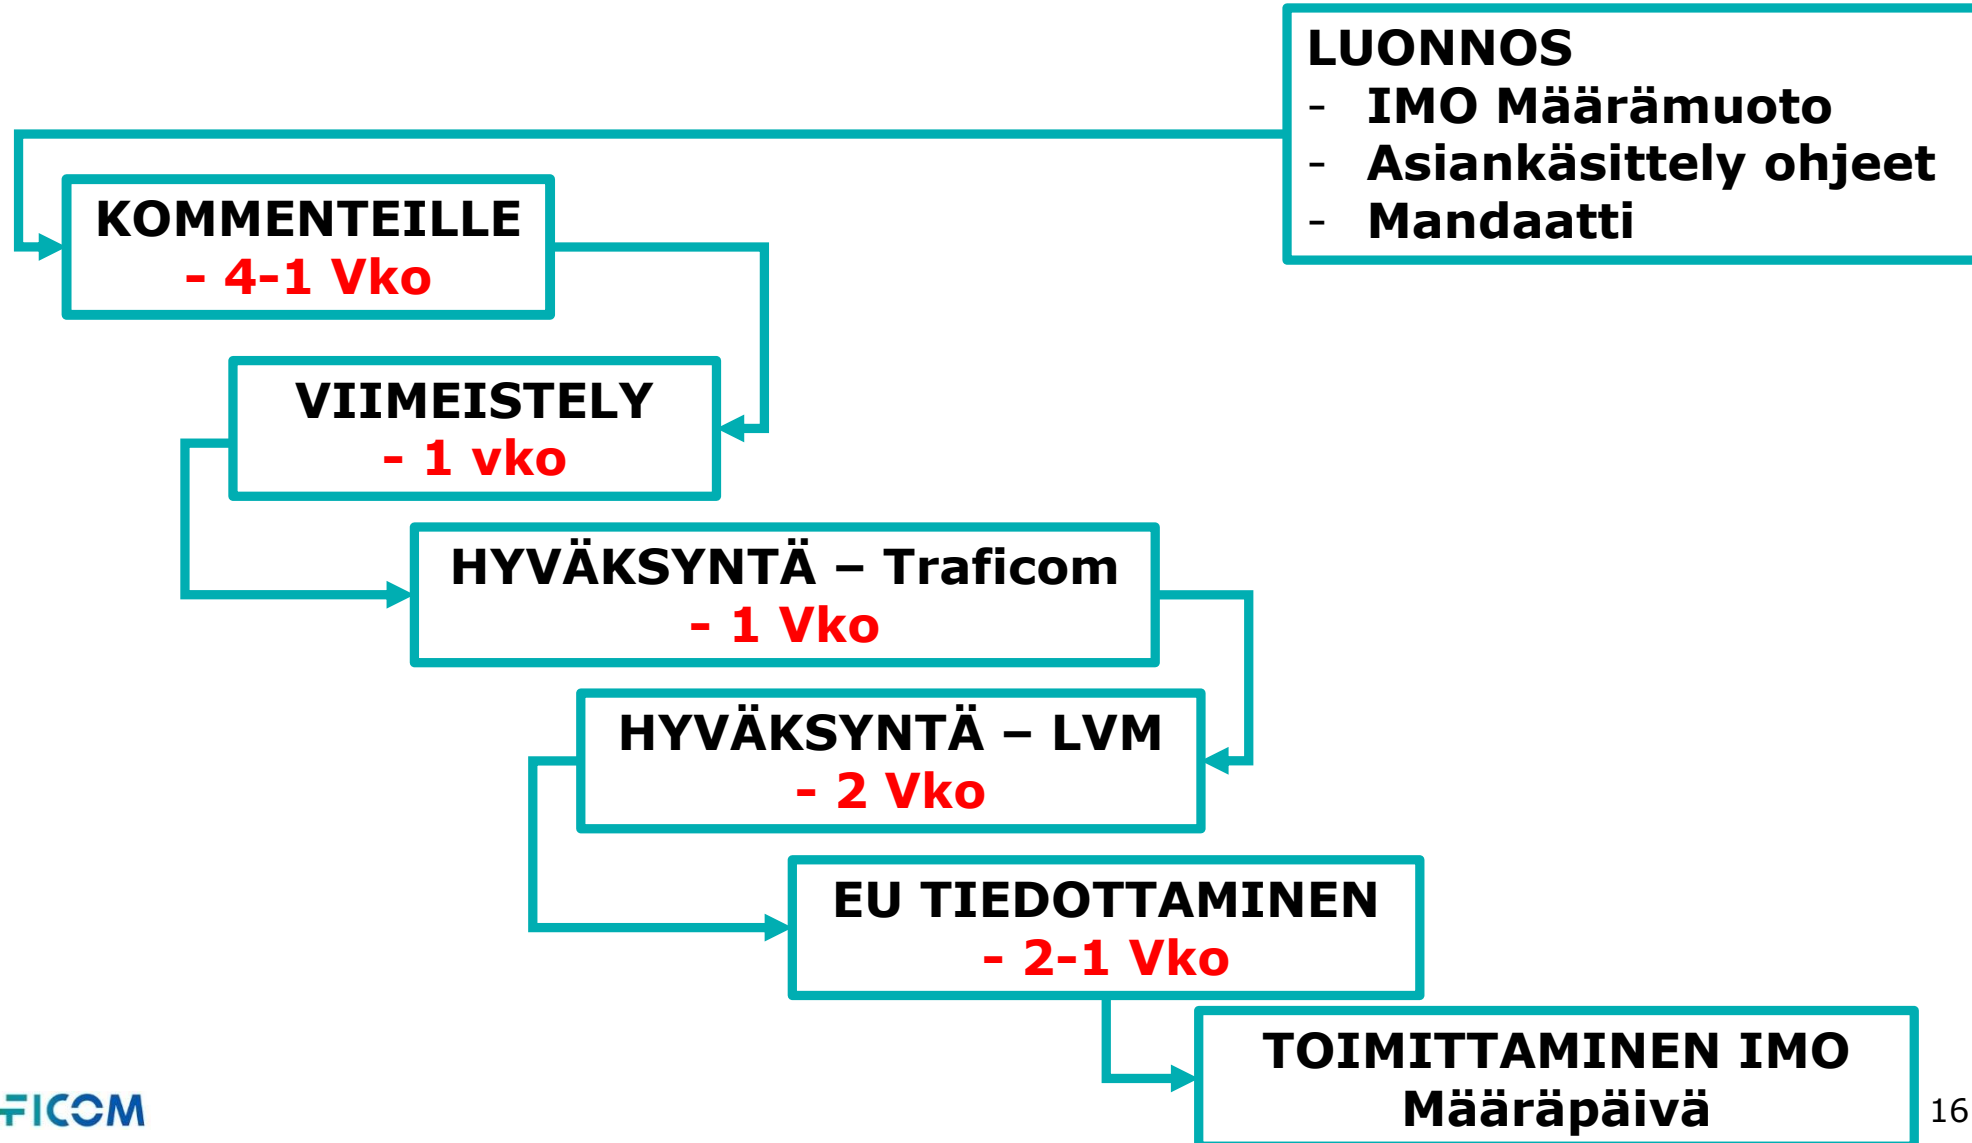 LUONNOS
- IMO Määrämuoto
- Asiankäsittely ohjeet
- Mandaatti
KOMMENTEILLE
- 4-1 Vko
VIIMEISTELY
- 1 vko
HYVÄKSYNTÄ – Traficom
- 1 Vko
HYVÄKSYNTÄ – LVM
- 2 Vko
EU TIEDOTTAMINEN
- 2-1 Vko
TOIMITTAMINEN IMO
Määräpäivä
FICOM
16